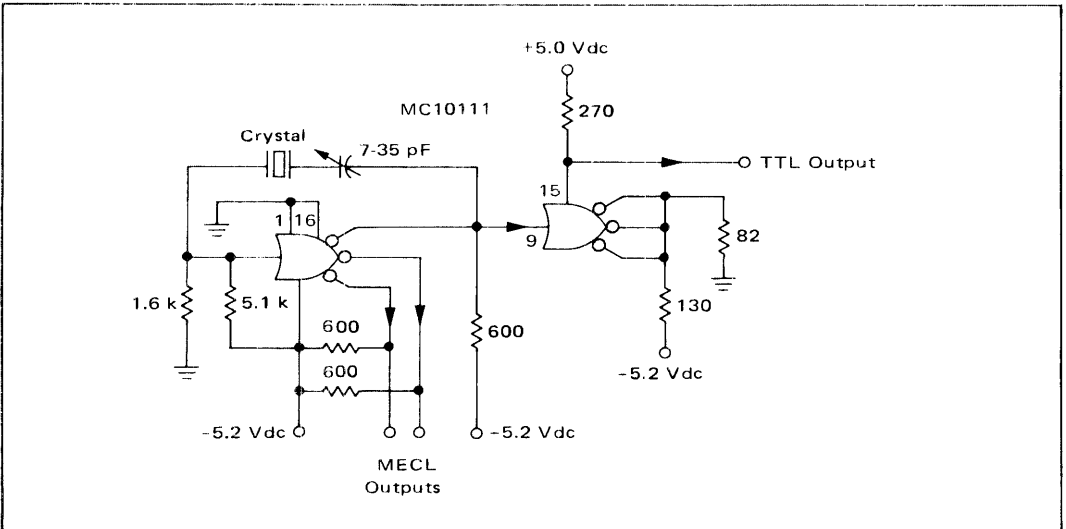 +5.0 Vdc
270
MC10111
Crystal
7-35 pF
TTL Output
15
1 16
9
82
1.6 k
5.1 k
600
600
130
600
-5.2 Vdc
-5.2 Vdc
-5.2 Vdc
MECL
Outputs